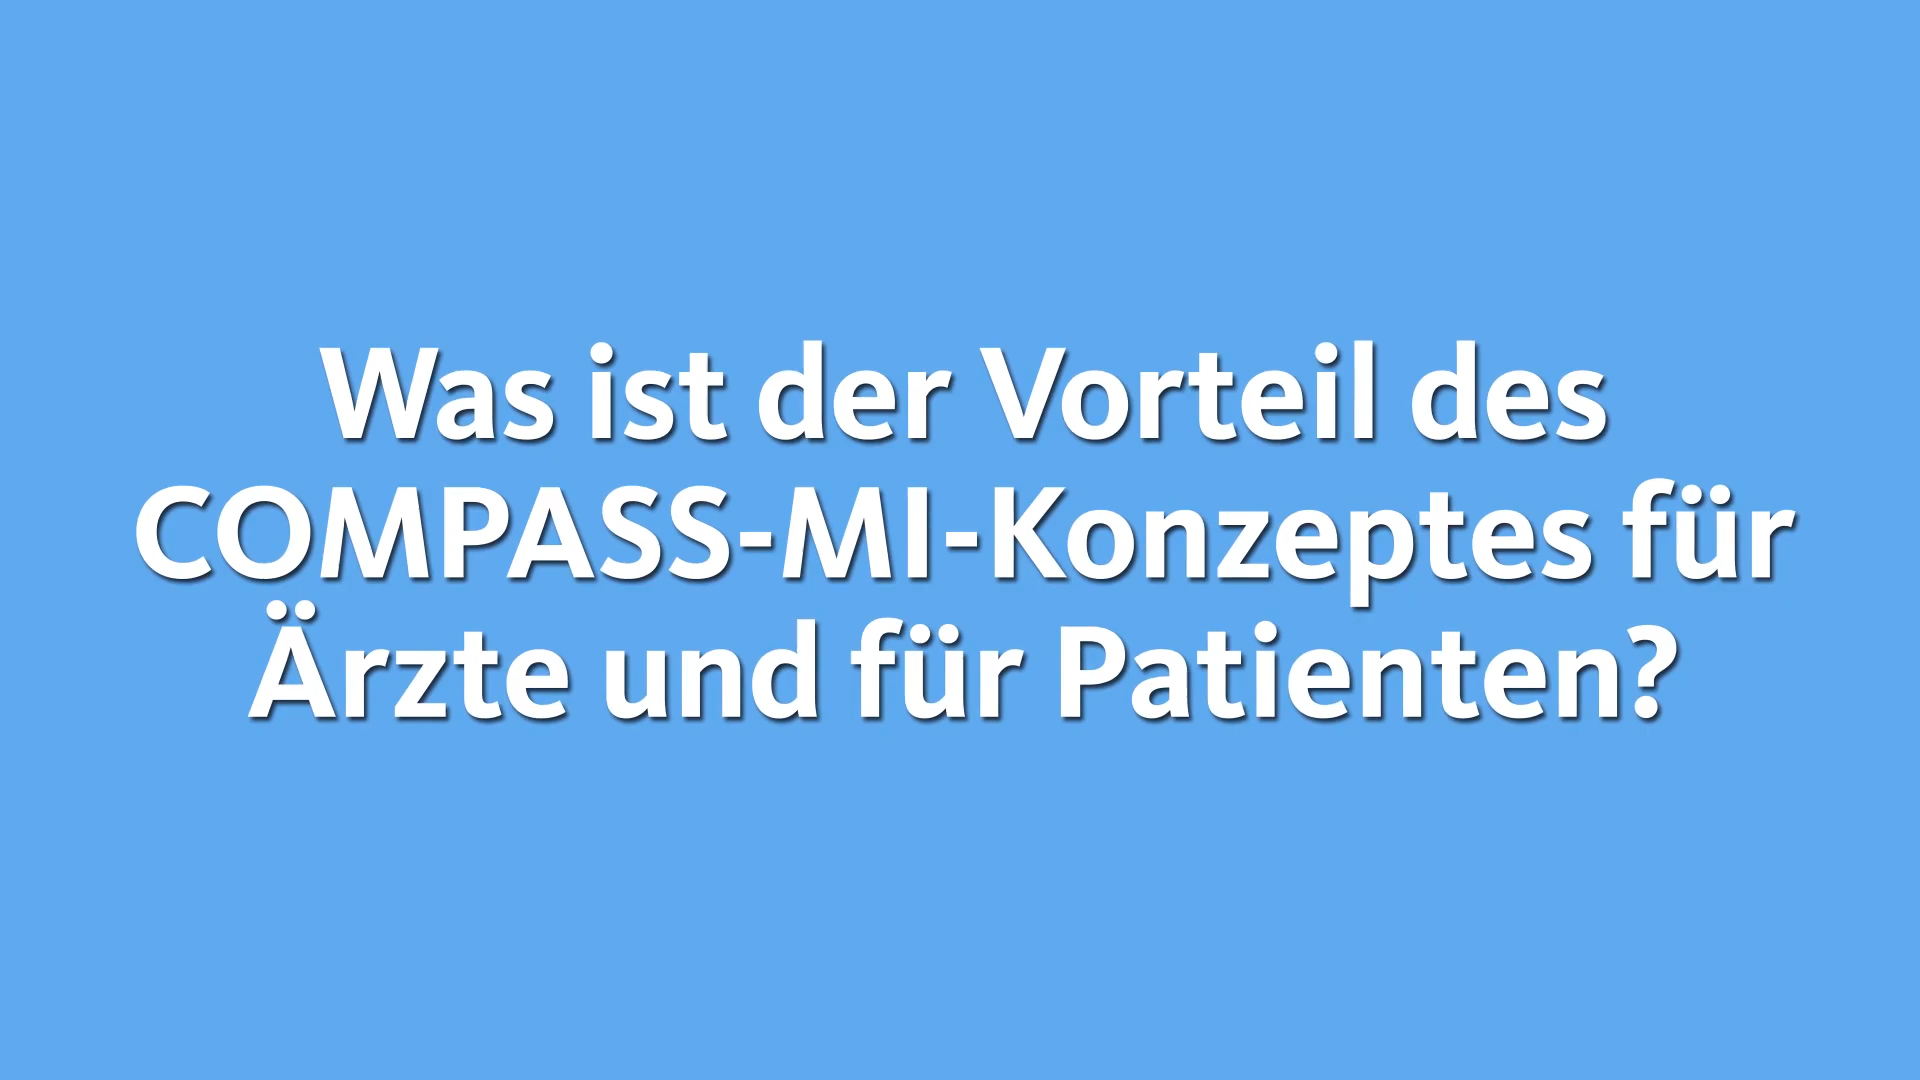 Was ist der Vorteil des
COMPASS-MI-Konzeptes für
Ärzte und für Patienten?